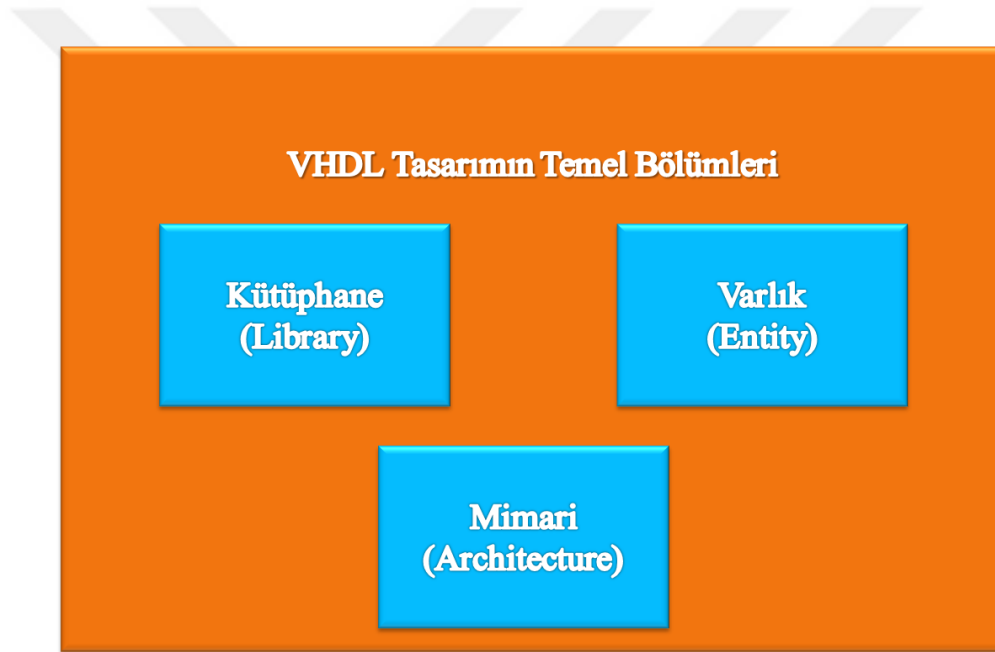 VHDL Tasarımın Temel Bölümleri
Kütüphane
(Library)
Varlık
(Entity)
Mimari
(Architecture)